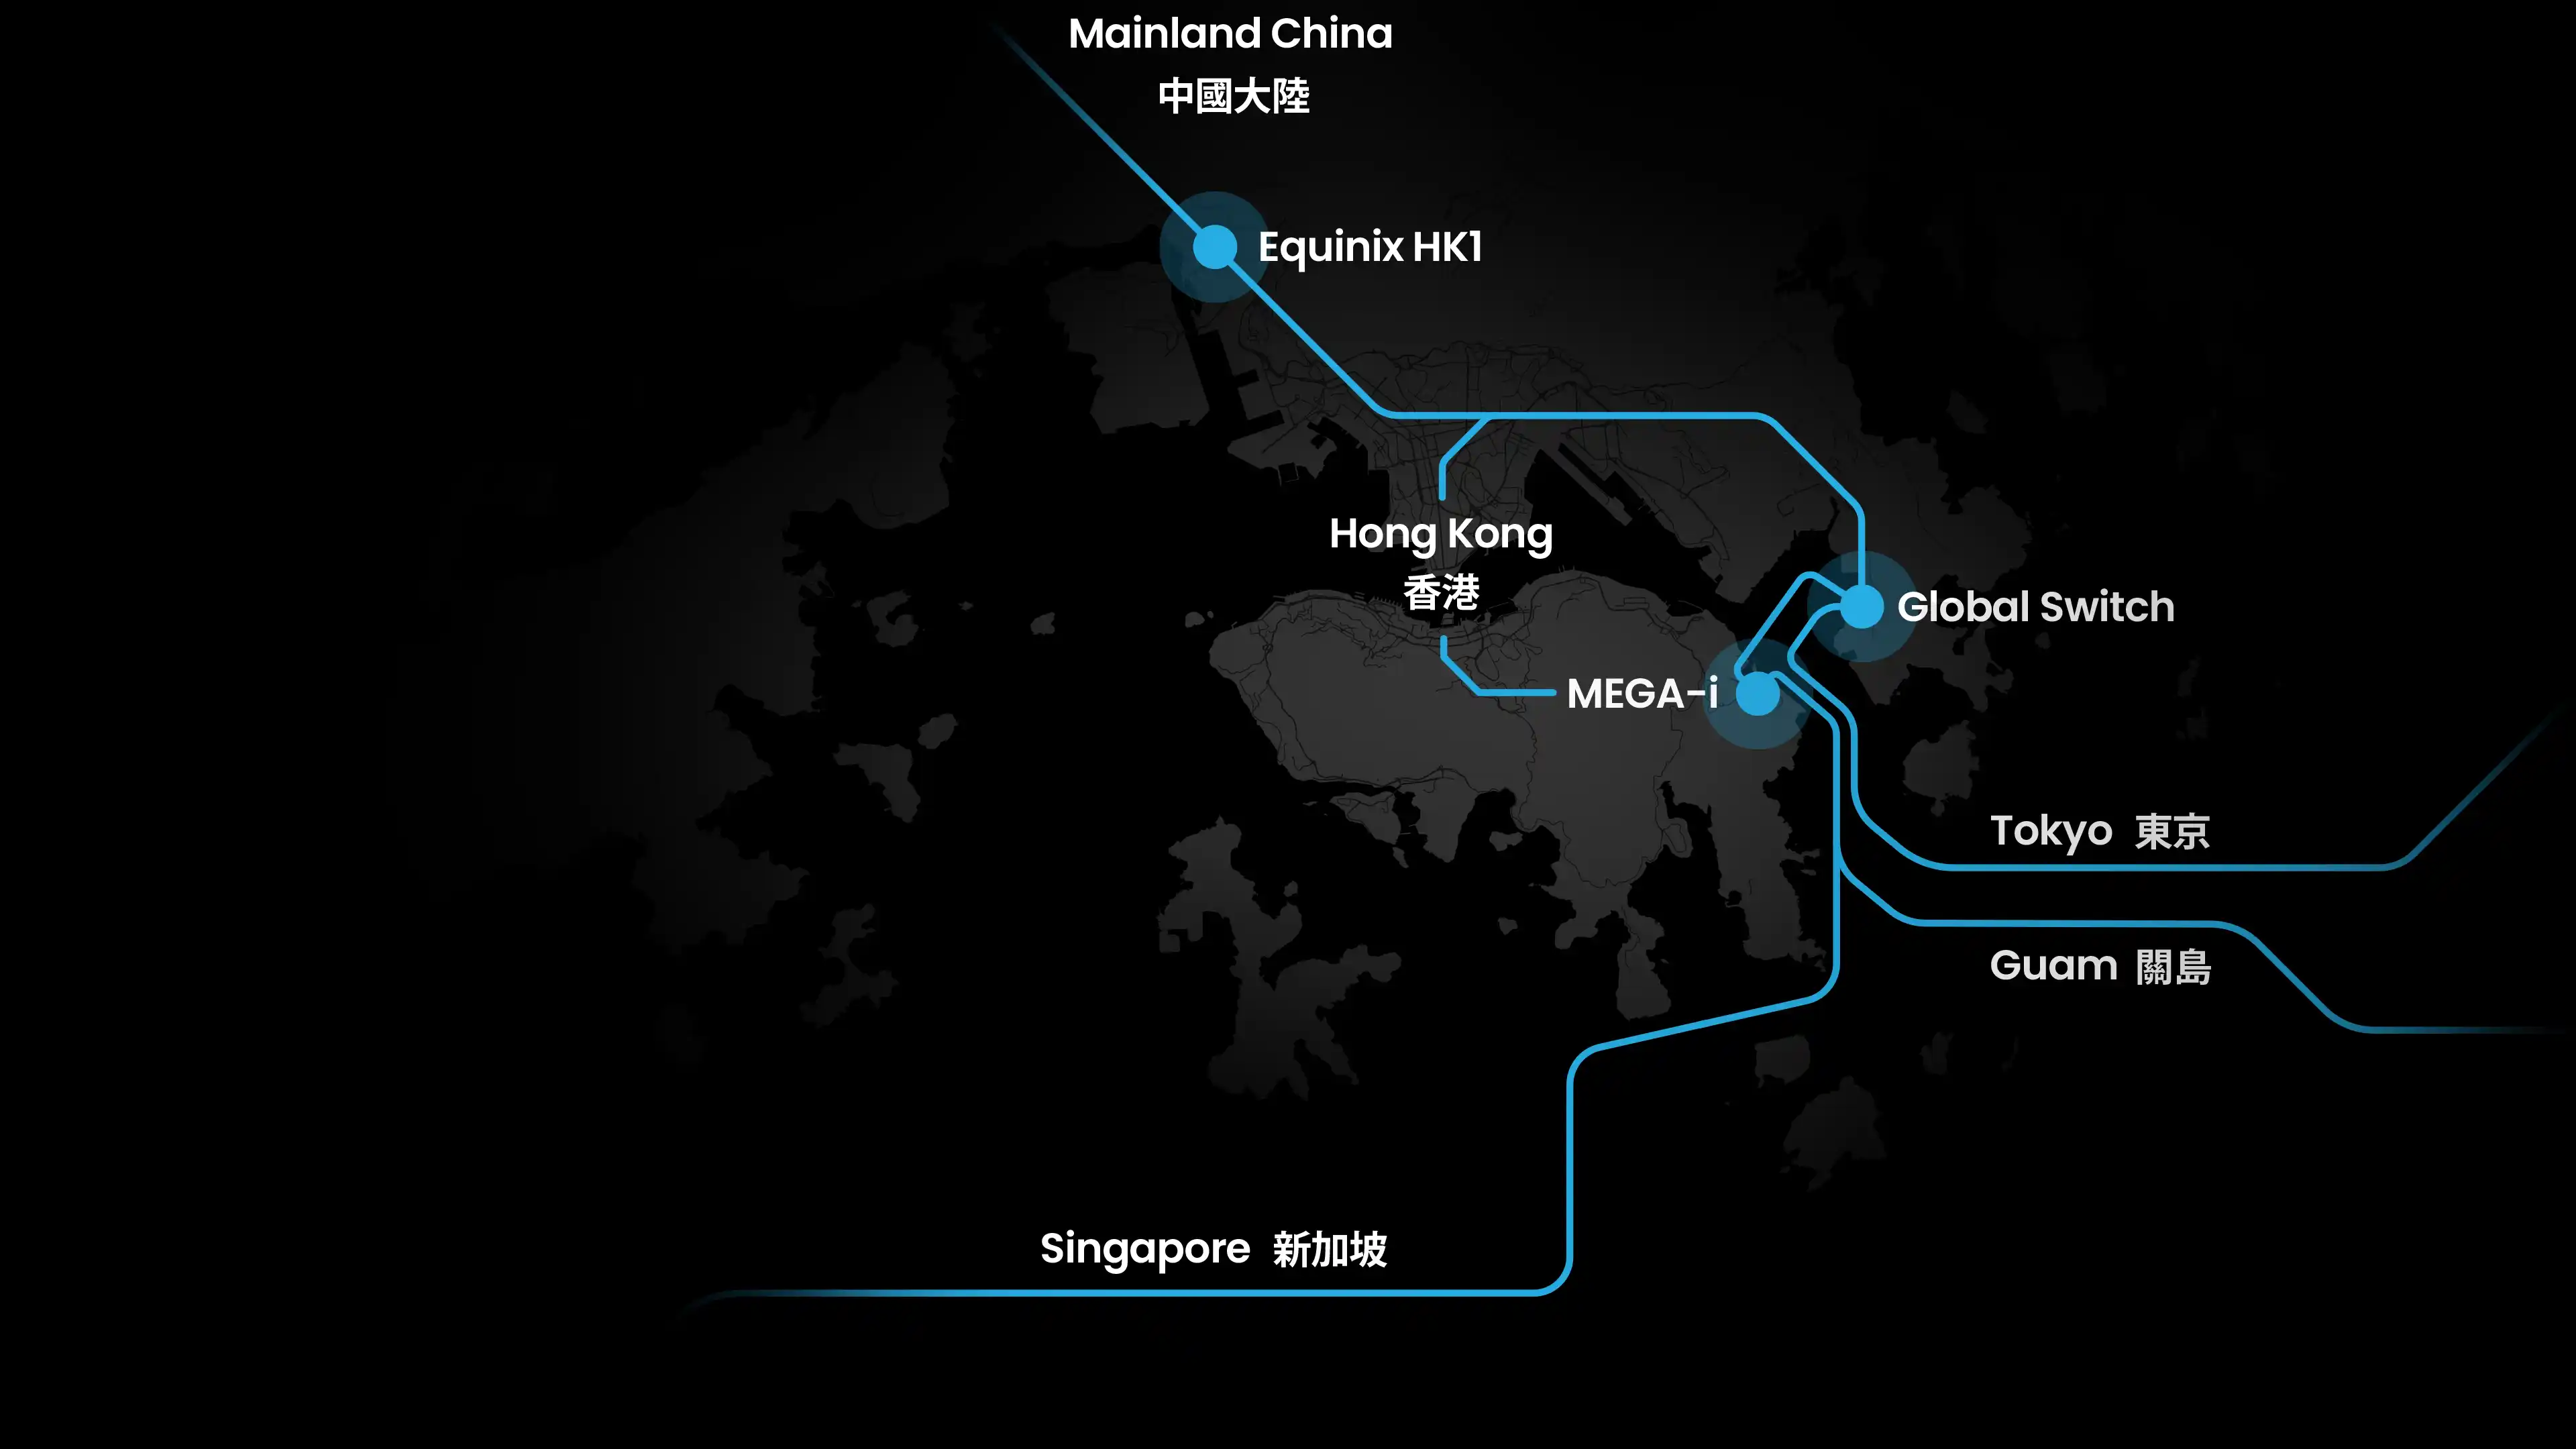 Mainland China
中國大陸
Equinix HK1
Hong Kong
香港
Global Switch
MEGA-i
Tokyo 東京
Guam 關島
Singapore 新加坡